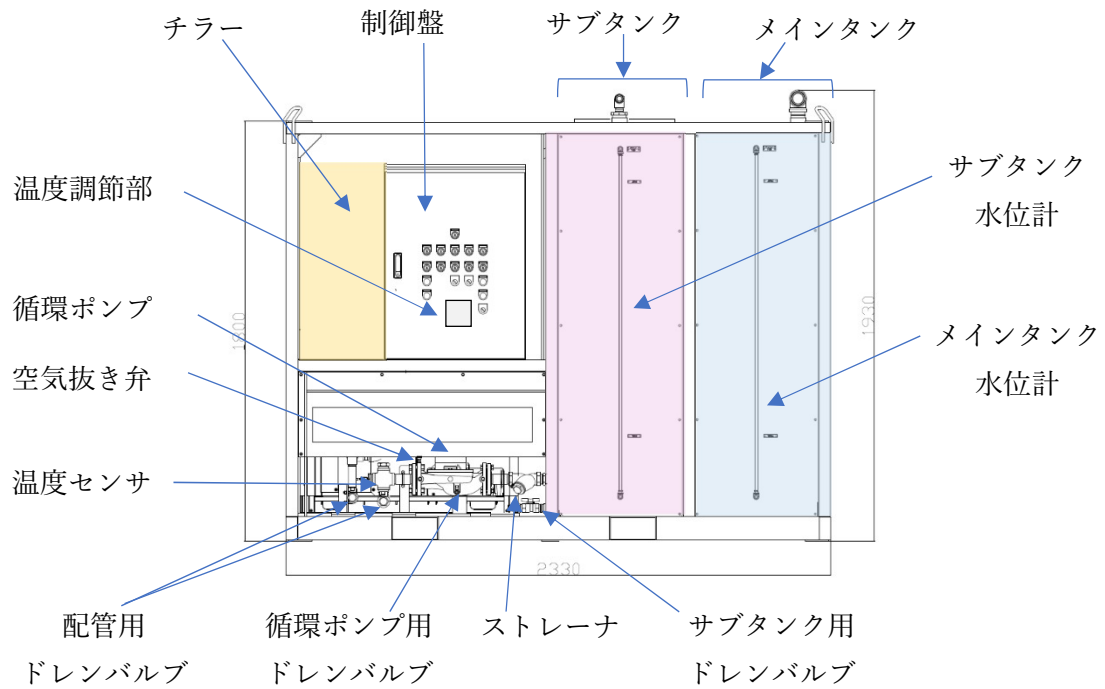 チラー
制御盤
サブタンク
メインタンク
温度調節部
サブタンク
水位計
循環ポンプ
1800
1930
メインタンク
水位計
空気抜き弁
温度センサ
2330
配管用
ドレンバルブ
循環ポンプ用
ドレンバルブ
ストレーナ
サブタンク用
ドレンバルブ